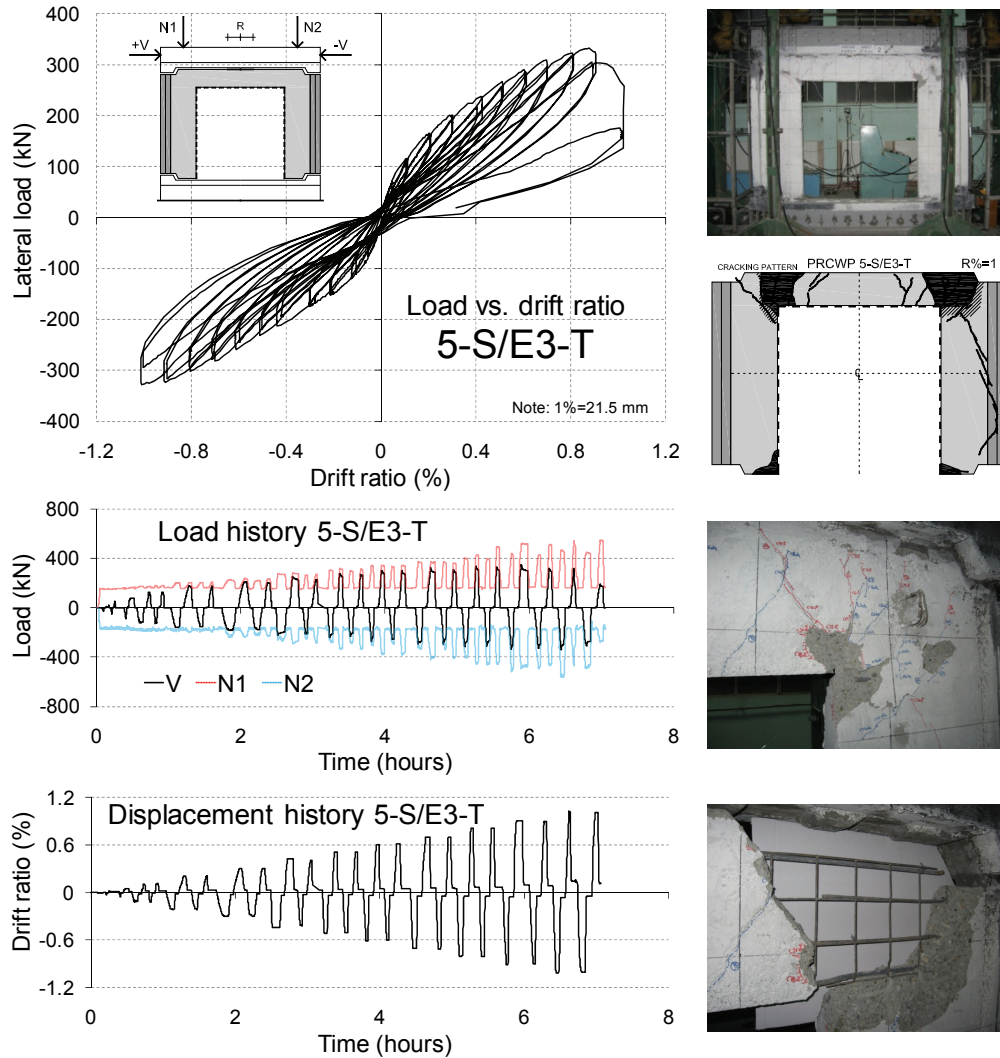 N1
R
N2
+V
-V
400
300
200
100
0
-100
-200
-300
-400
Lateral load (kN)
Load vs. drift ratio
5-S/E3-T
Note: 1%=21.5 mm
-1.2
-0.8
-0.4
0
0.4
0.8
1.2
Drift ratio (%)
CRACKING PATTERN PRCWP 5-S/E3-T R%=1
℄
800
400
0
-400
-800
Load (kN)
Load history 5-S/E3-T
V N1 N2
0 2 4 6 8
Time (hours)
1.2
0.6
0
-0.6
-1.2
Drift ratio (%)
Displacement history 5-S/E3-T
0 2 4 6 8
Time (hours)